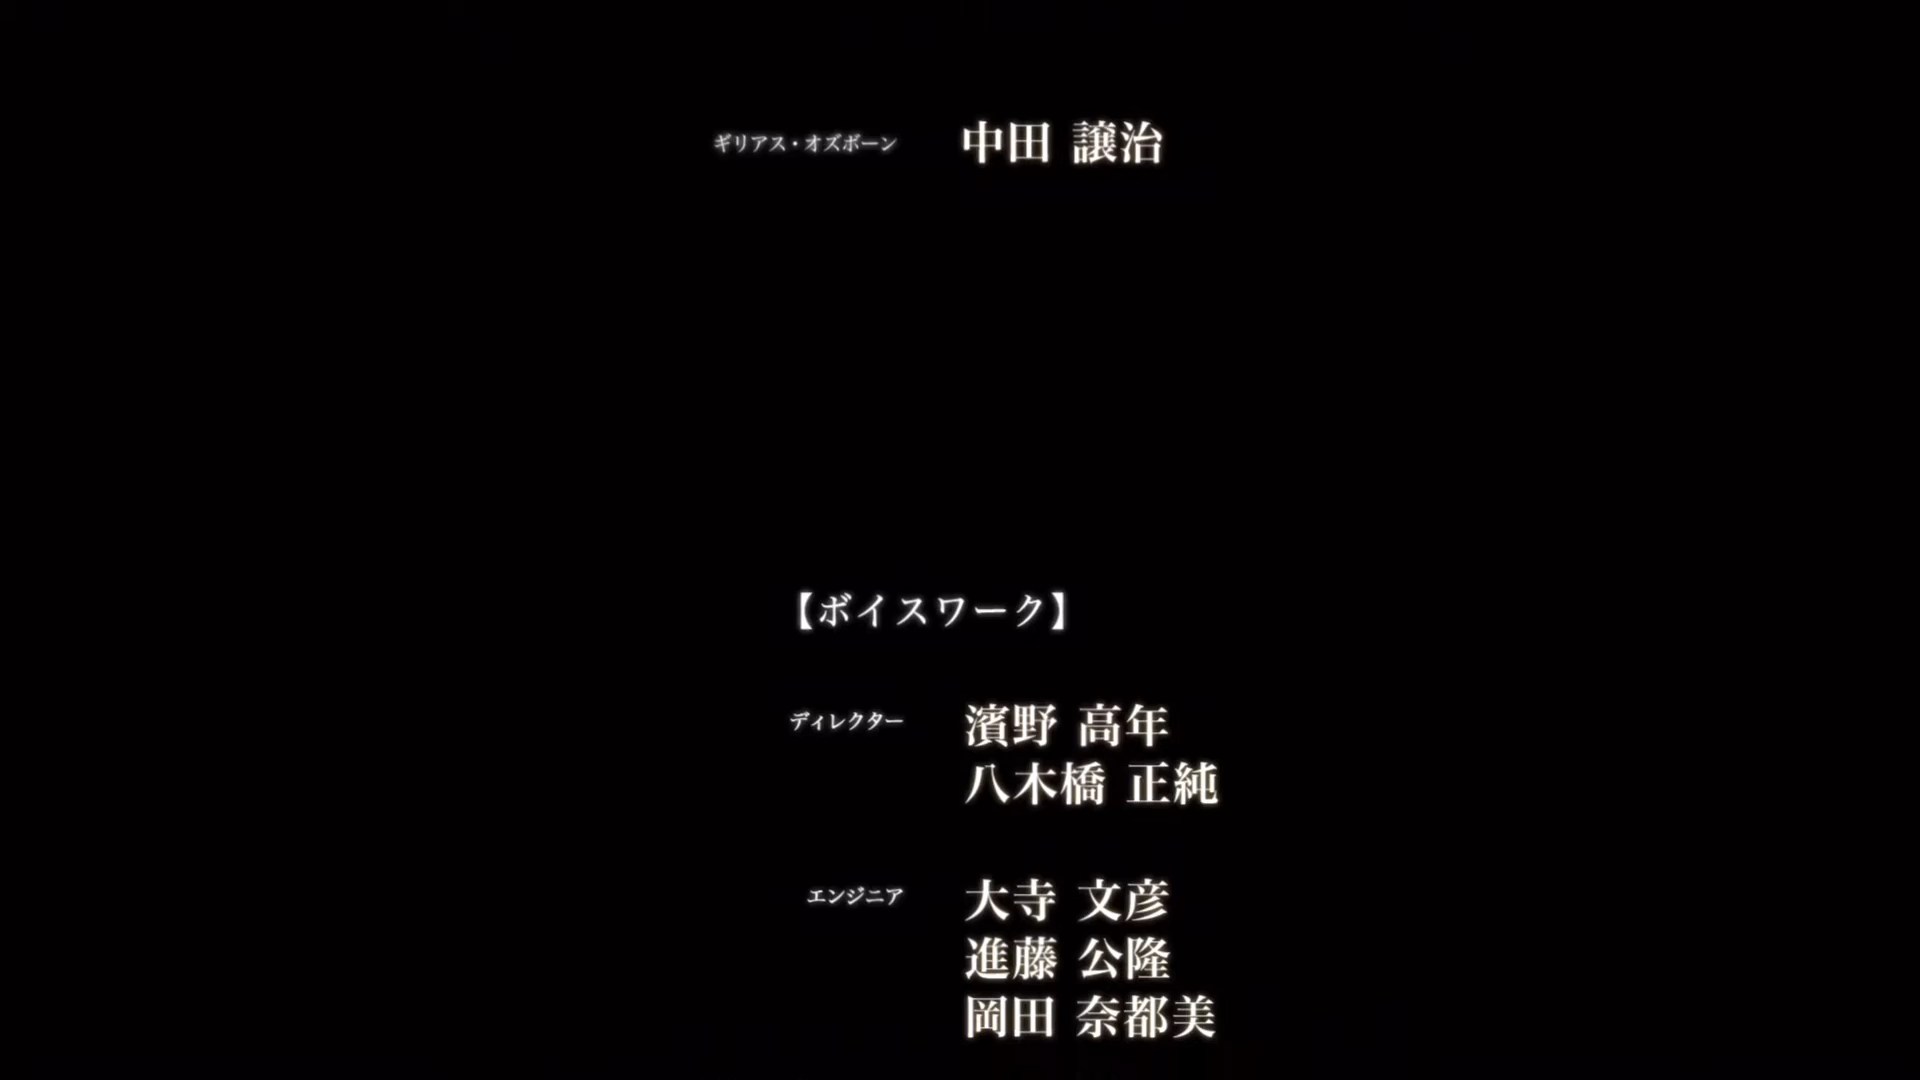 ギリアス・オズボーン 中田 譲治
【ボイスワーク】
ディレクター 濱野 高年
八木橋 正純
エンジニア 大寺 文彦
進藤 公隆
岡田 奈都美